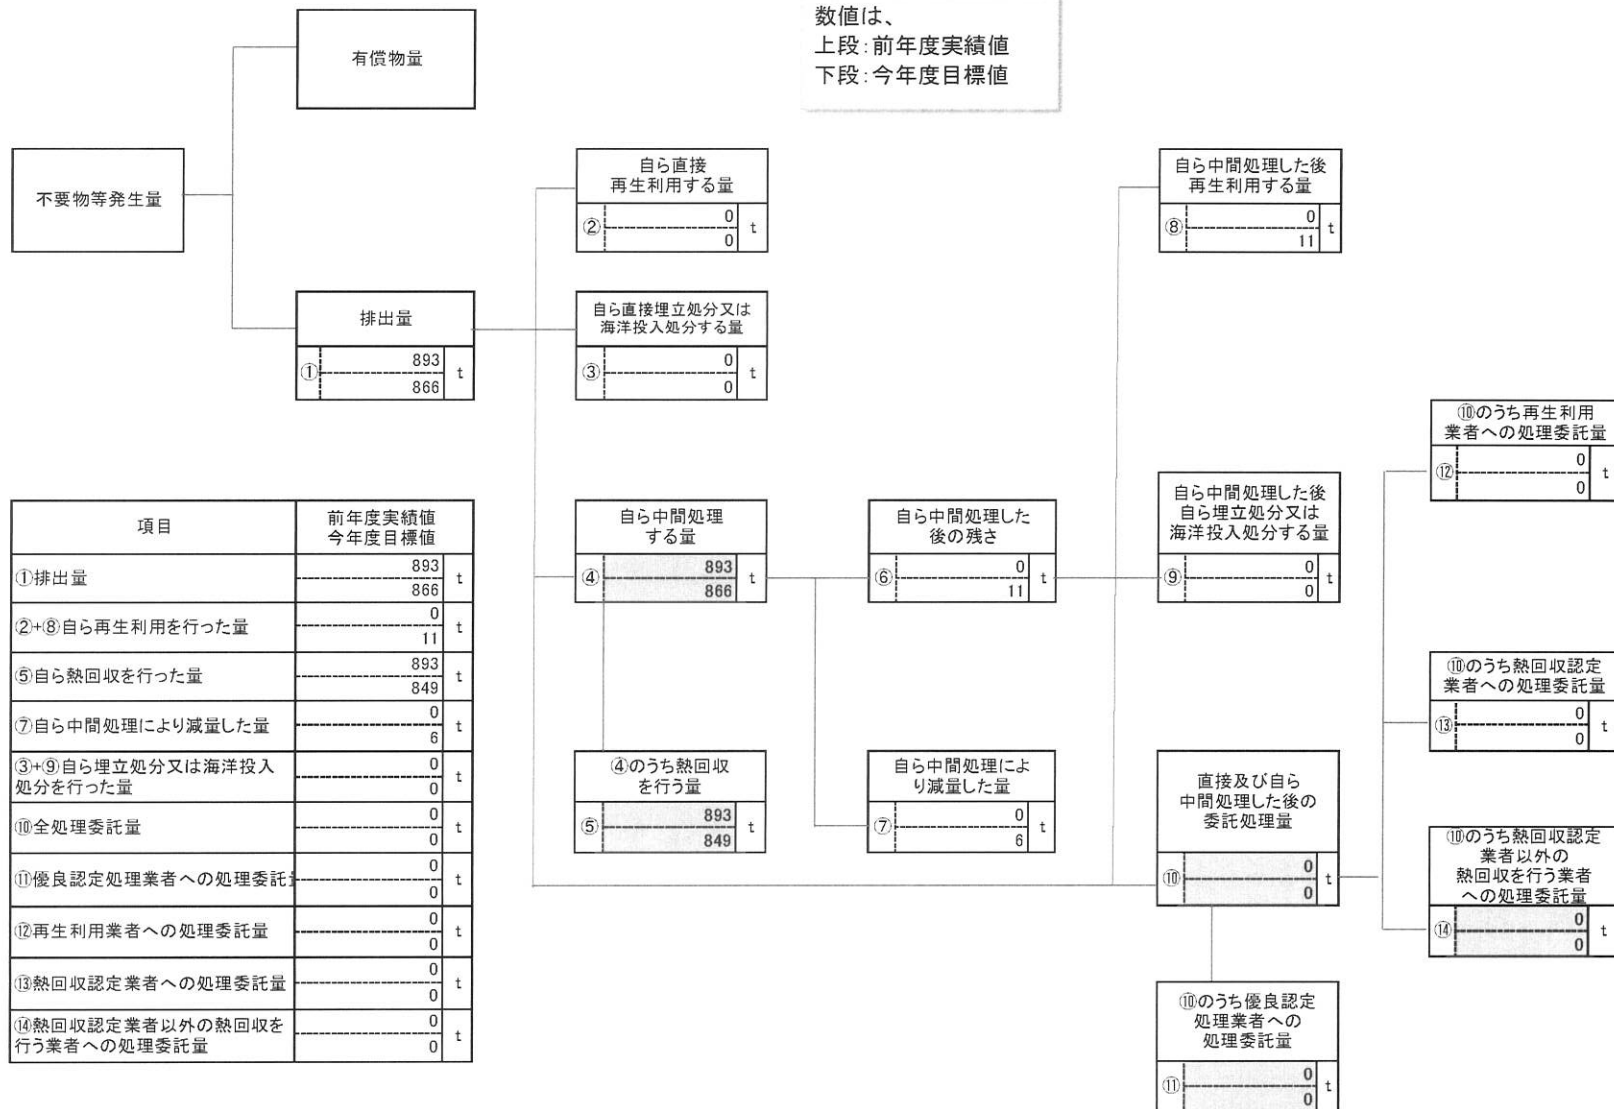 数値は、
上段:前年度実績値
下段:今年度目標値
有償物量
不要物等発生量
排出量
①
893
866
t
自ら直接
再生利用する量
②
0
0
t
自ら直接埋立処分又は
海洋投入処分する量
③
0
0
t
自ら中間処理した後
再生利用する量
⑧
0
11
t
自ら中間処理
する量
④
893
866
t
自ら中間処理した
後の残さ
⑥
0
11
t
自ら中間処理した後
自ら埋立処分又は
海洋投入処分する量
⑨
0
0
t
④のうち熱回収
を行う量
⑤
893
849
t
自ら中間処理によ
り減量した量
⑦
0
6
t
直接及び自ら
中間処理した後の
委託処理量
⑩
0
0
t
⑩のうち優良認定
処理業者への
処理委託量
⑪
0
0
t
⑩のうち再生利用
業者への処理委託量
⑫
0
0
t
⑩のうち熱回収認定
業者への処理委託量
⑬
0
0
t
⑩のうち熱回収認定
業者以外の
熱回収を行う業者
への処理委託量
⑭
0
0
t
項目
前年度実績値
今年度目標値
①排出量
893
866
t
②+⑧自ら再生利用を行った量
0
11
t
⑤自ら熱回収を行った量
893
849
t
⑦自ら中間処理により減量した量
0
6
t
③+⑨自ら埋立処分又は海洋投入
処分を行った量
0
0
t
⑩全処理委託量
0
0
t
⑪優良認定処理業者への処理委託
0
0
t
⑫再生利用業者への処理委託量
0
0
t
⑬熱回収認定業者への処理委託量
0
0
t
⑭熱回収認定業者以外の熱回収を
行う業者への処理委託量
0
0
t